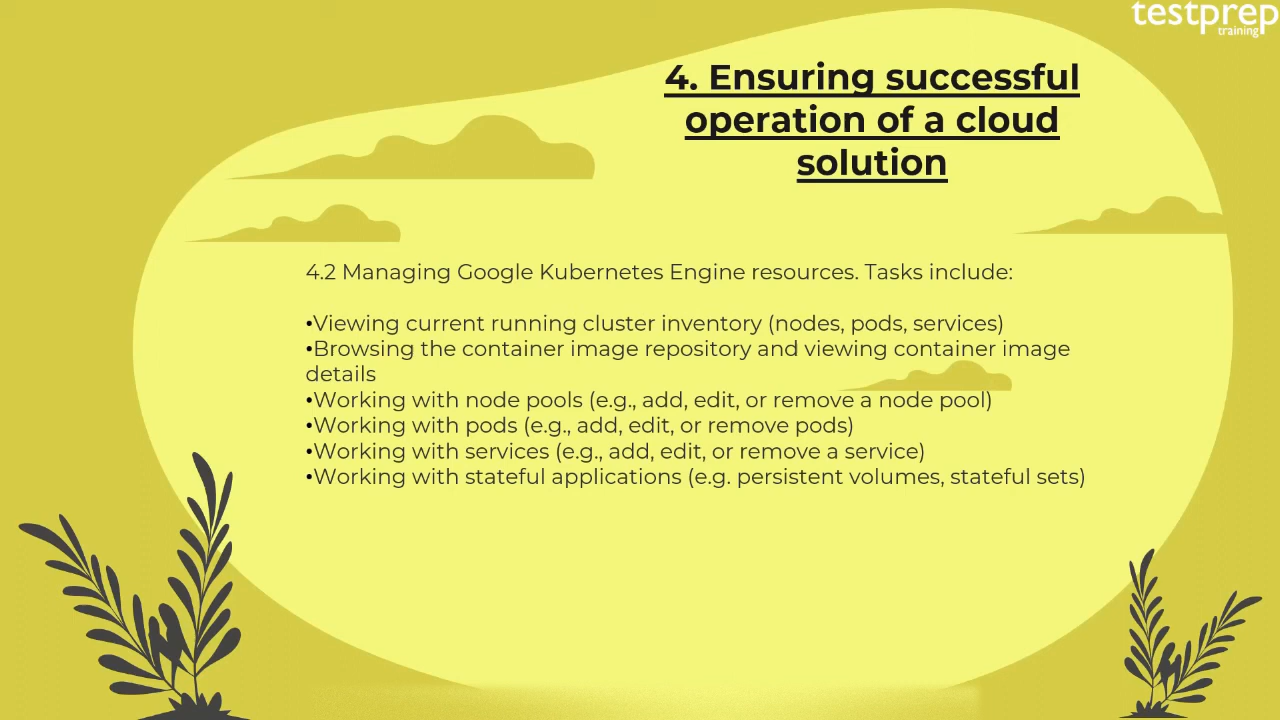 testprep
training
4. Ensuring successful
operation of a cloud
solution
4.2 Managing Google Kubernetes Engine resources. Tasks include:
•Viewing current running cluster inventory (nodes, pods, services)
•Browsing the container image repository and viewing container image
details
•Working with node pools (e.g., add, edit, or remove a node pool)
•Working with pods (e.g., add, edit, or remove pods)
•Working with services (e.g., add, edit, or remove a service)
•Working with stateful applications (e.g. persistent volumes, stateful sets)